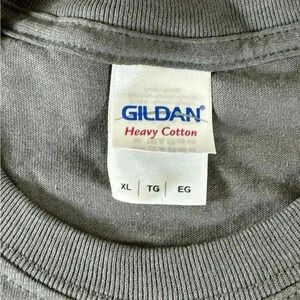 GILDAN®
Heavy Cotton
XL | TG | EG